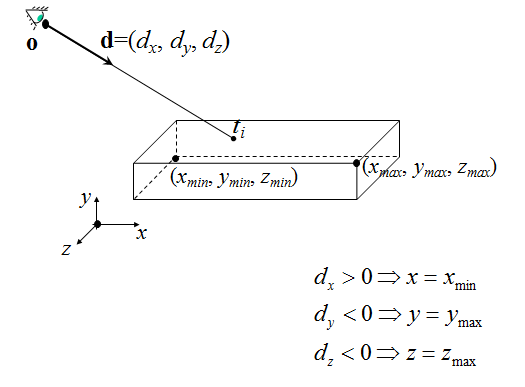 o
d=(dx, dy, dz)
ti
(xmin, ymin, zmin)
(xmax, ymax, zmax)
y
x
z
dx > 0 ⇒ x = xmin
dy < 0 ⇒ y = ymax
dz < 0 ⇒ z = zmax